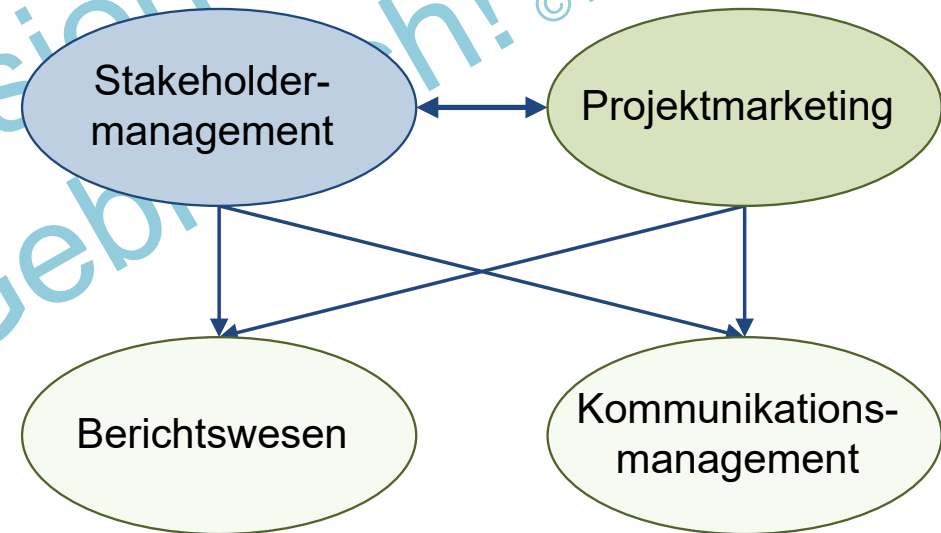 Stakeholder-
management
Projektmarketing
Berichtswesen
Kommunikations-
management